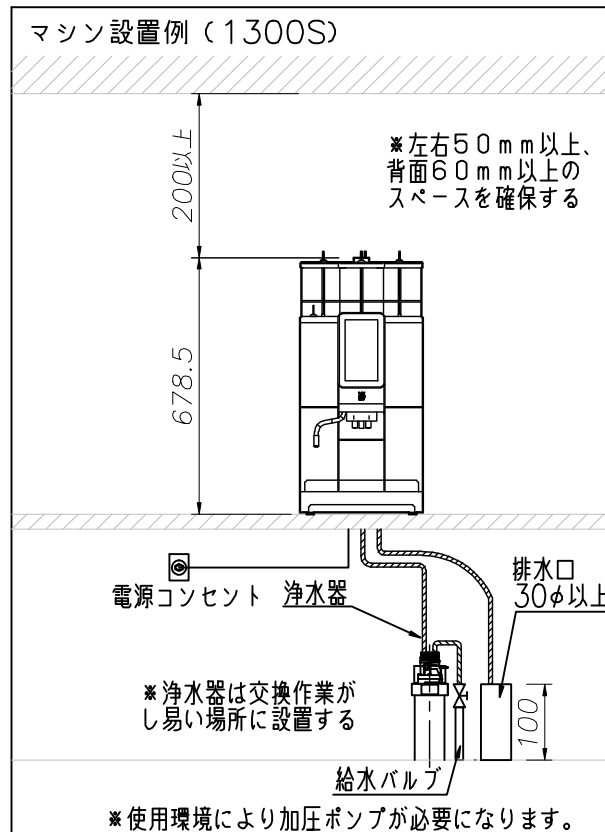 マシン設置例（1300S）
※左右50mm以上、
背面60mm以上の
スペースを確保する
200以上
678.5
電源コンセント
浄水器
排水口
30φ以上
※浄水器は交換作業が
し易い場所に設置する
100
給水バルブ
※使用環境により加圧ポンプが必要になります。